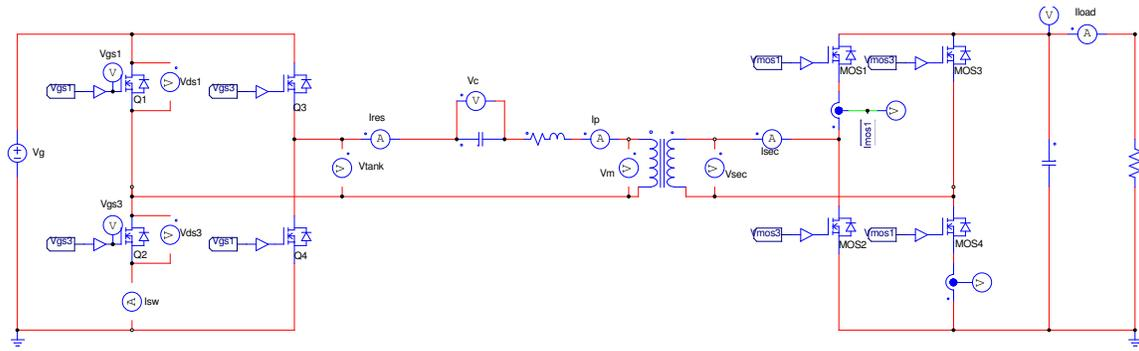 V
Iload
A
Vgs1
V
Vgs1
Q1
V
Vds1
Vgs3
Q3
Vc
V
Vmos1
MOS1
Vmos3
MOS3
Vg
Ires
A
Ip
A
A
Isec
V
Imos1
V
Vtank
Vm
V
V
Vsec
Vgs3
V
Vgs3
Q2
V
Vds3
Vgs1
Q4
Vmos3
MOS2
Vmos1
MOS4
A
Isw
V